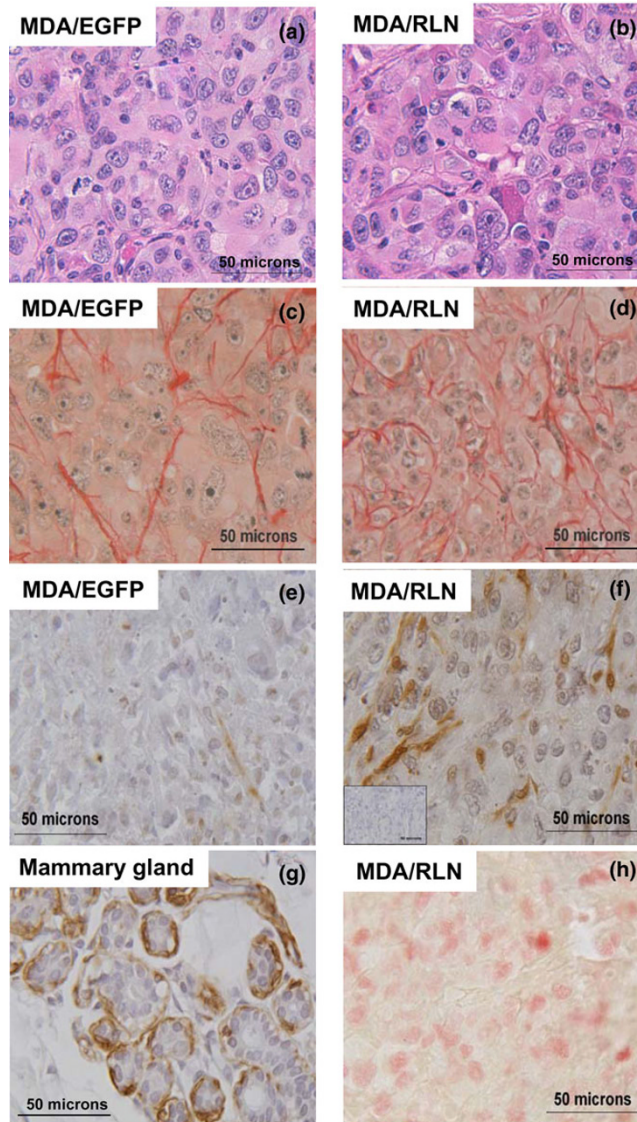 MDA/EGFP (a)
MDA/RLN (b)
50 microns
50 microns
MDA/EGFP (c)
MDA/RLN (d)
50 microns
50 microns
MDA/EGFP (e)
MDA/RLN (f)
50 microns
50 microns
Mammary gland (g)
MDA/RLN (h)
50 microns
50 microns